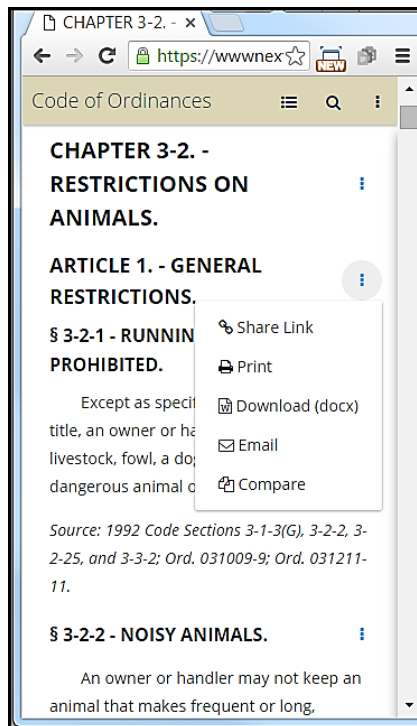 CHAPTER 3-2. -
https://wwwnex
NEW
Code of Ordinances
CHAPTER 3-2. -
RESTRICTIONS ON
ANIMALS.
ARTICLE 1. - GENERAL
RESTRICTIONS.
§ 3-2-1 - RUNNIN
PROHIBITED.
Share Link
Print
Download (docx)
Email
Compare
Except as specif
title, an owner or ha
livestock, fowl, a do
dangerous animal o
Source: 1992 Code Sections 3-1-3(G), 3-2-2, 3-
2-25, and 3-3-2; Ord. 031009-9; Ord. 031211-
11.
§ 3-2-2 - NOISY ANIMALS.
An owner or handler may not keep an
animal that makes frequent or long,